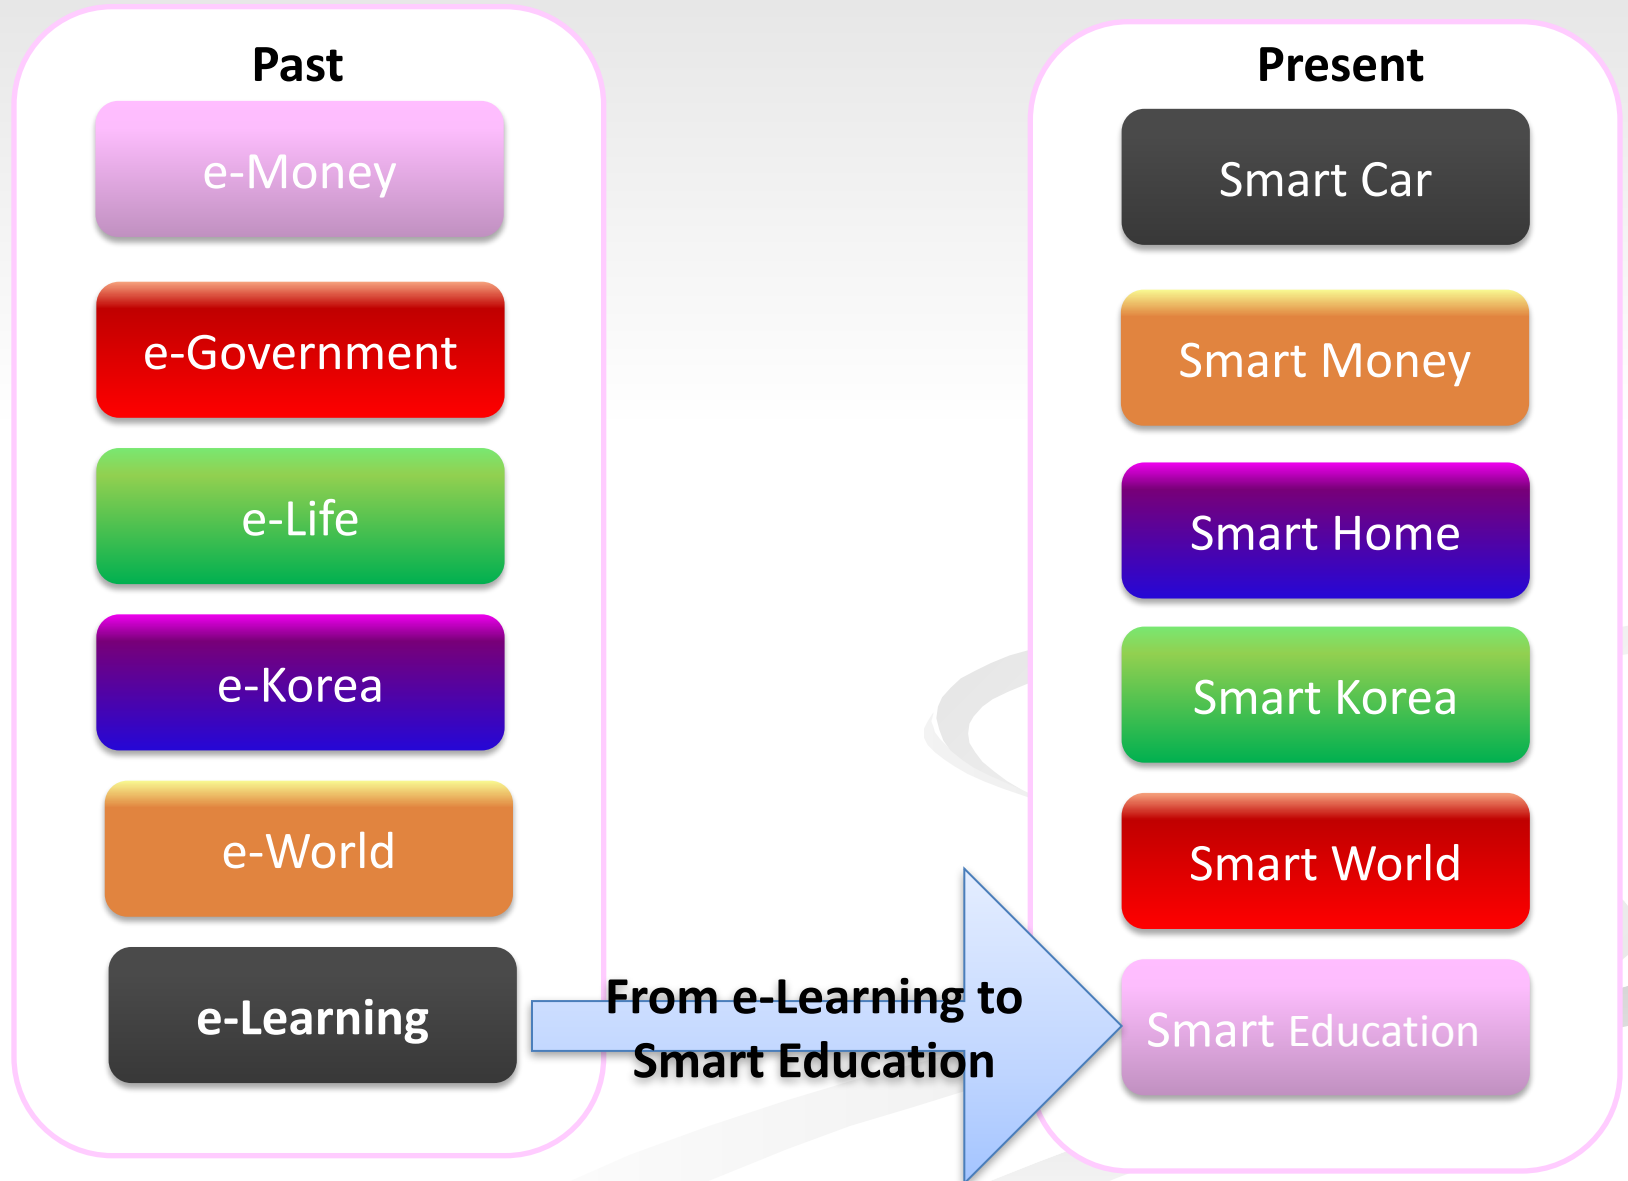 Past
e-Money
e-Government
e-Life
e-Korea
e-World
e-Learning
From e-Learning to
Smart Education
Present
Smart Car
Smart Money
Smart Home
Smart Korea
Smart World
Smart Education